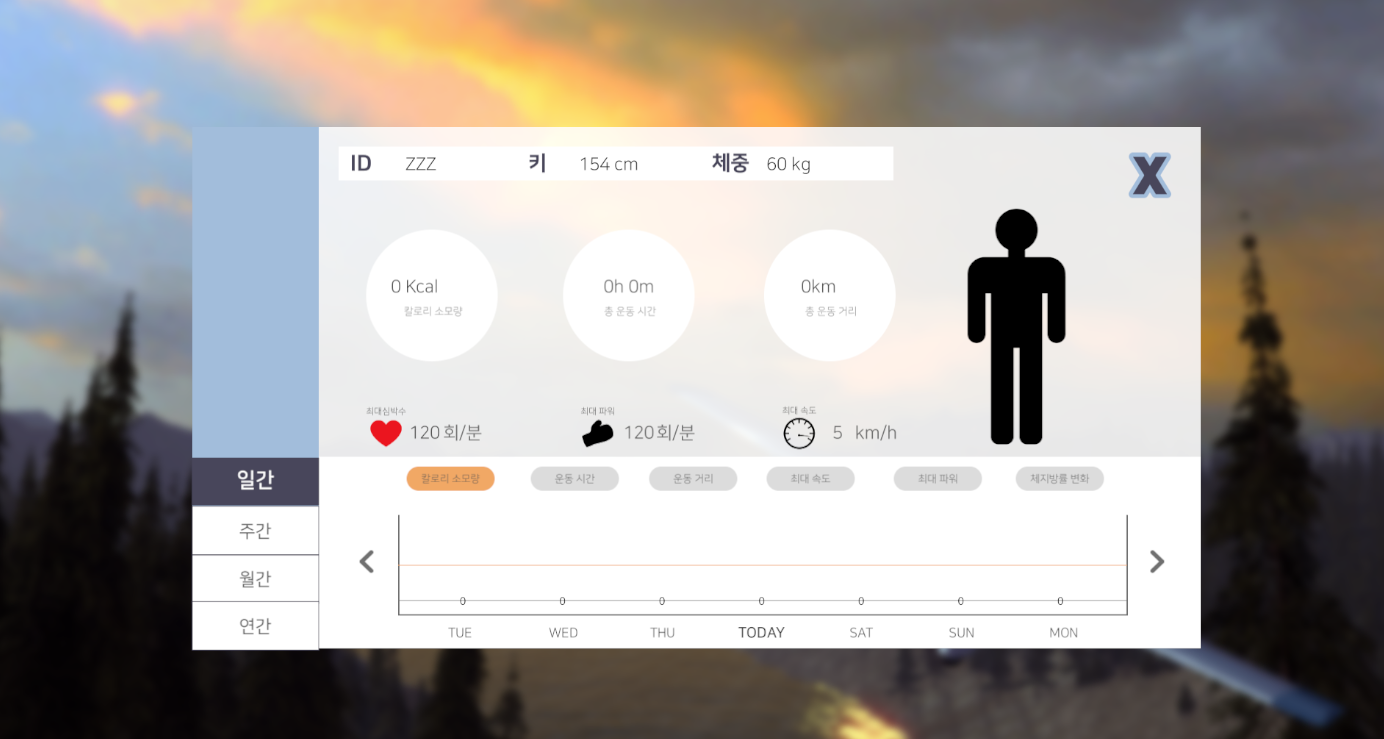 ID ZZZ 키 154 cm 체중 60 kg
X
0 Kcal 0h 0m 0km
칼로리 소모량 총 운동 시간 총 운동 거리
최대심박수 최대 파워 최대 속도
120 회/분 120 회/분 5 km/h
일간 칼로리 소모량 운동 시간 운동 거리 최대 속도 최대 파워 체지방률 변화
주간
월간
연간
0 0 0 0 0 0 0
TUE WED THU TODAY SAT SUN MON